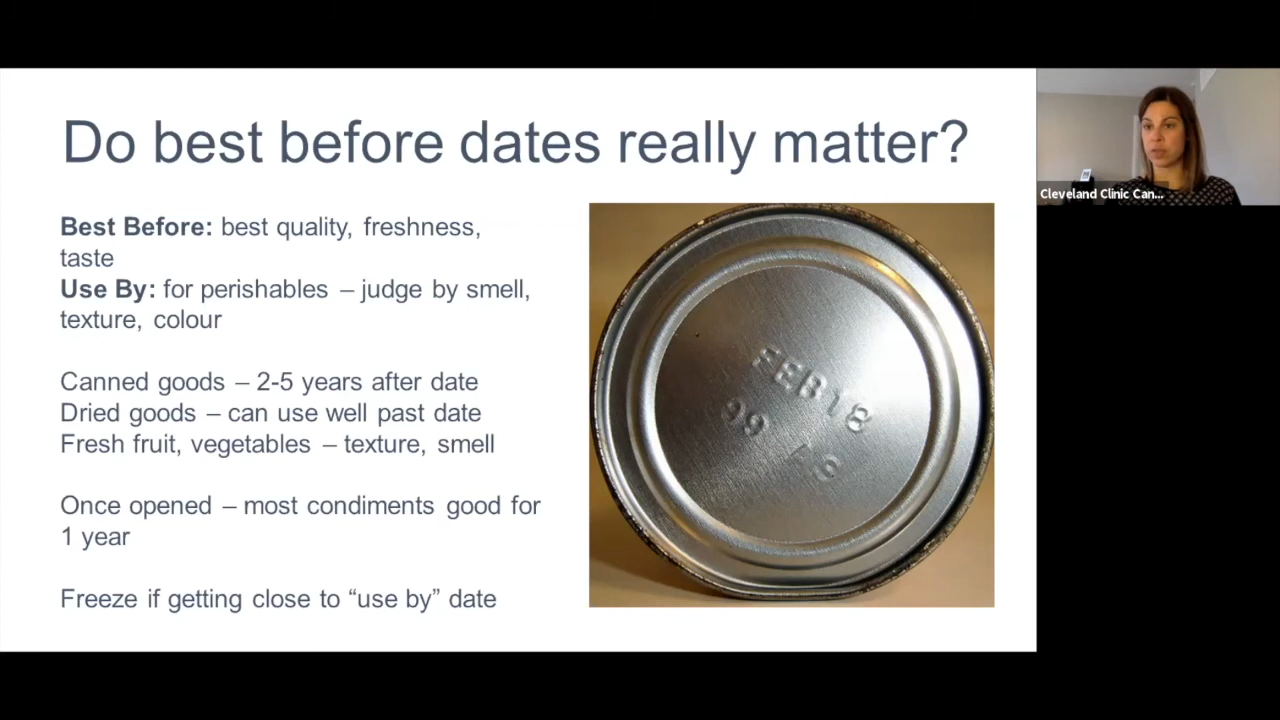 Do best before dates really matter?
Best Before: best quality, freshness,
taste
Use By: for perishables – judge by smell,
texture, colour
Canned goods – 2-5 years after date
Dried goods – can use well past date
Fresh fruit, vegetables – texture, smell
Once opened – most condiments good for
1 year
Freeze if getting close to “use by” date
FEB18
99 LS
Cleveland Clinic Can...